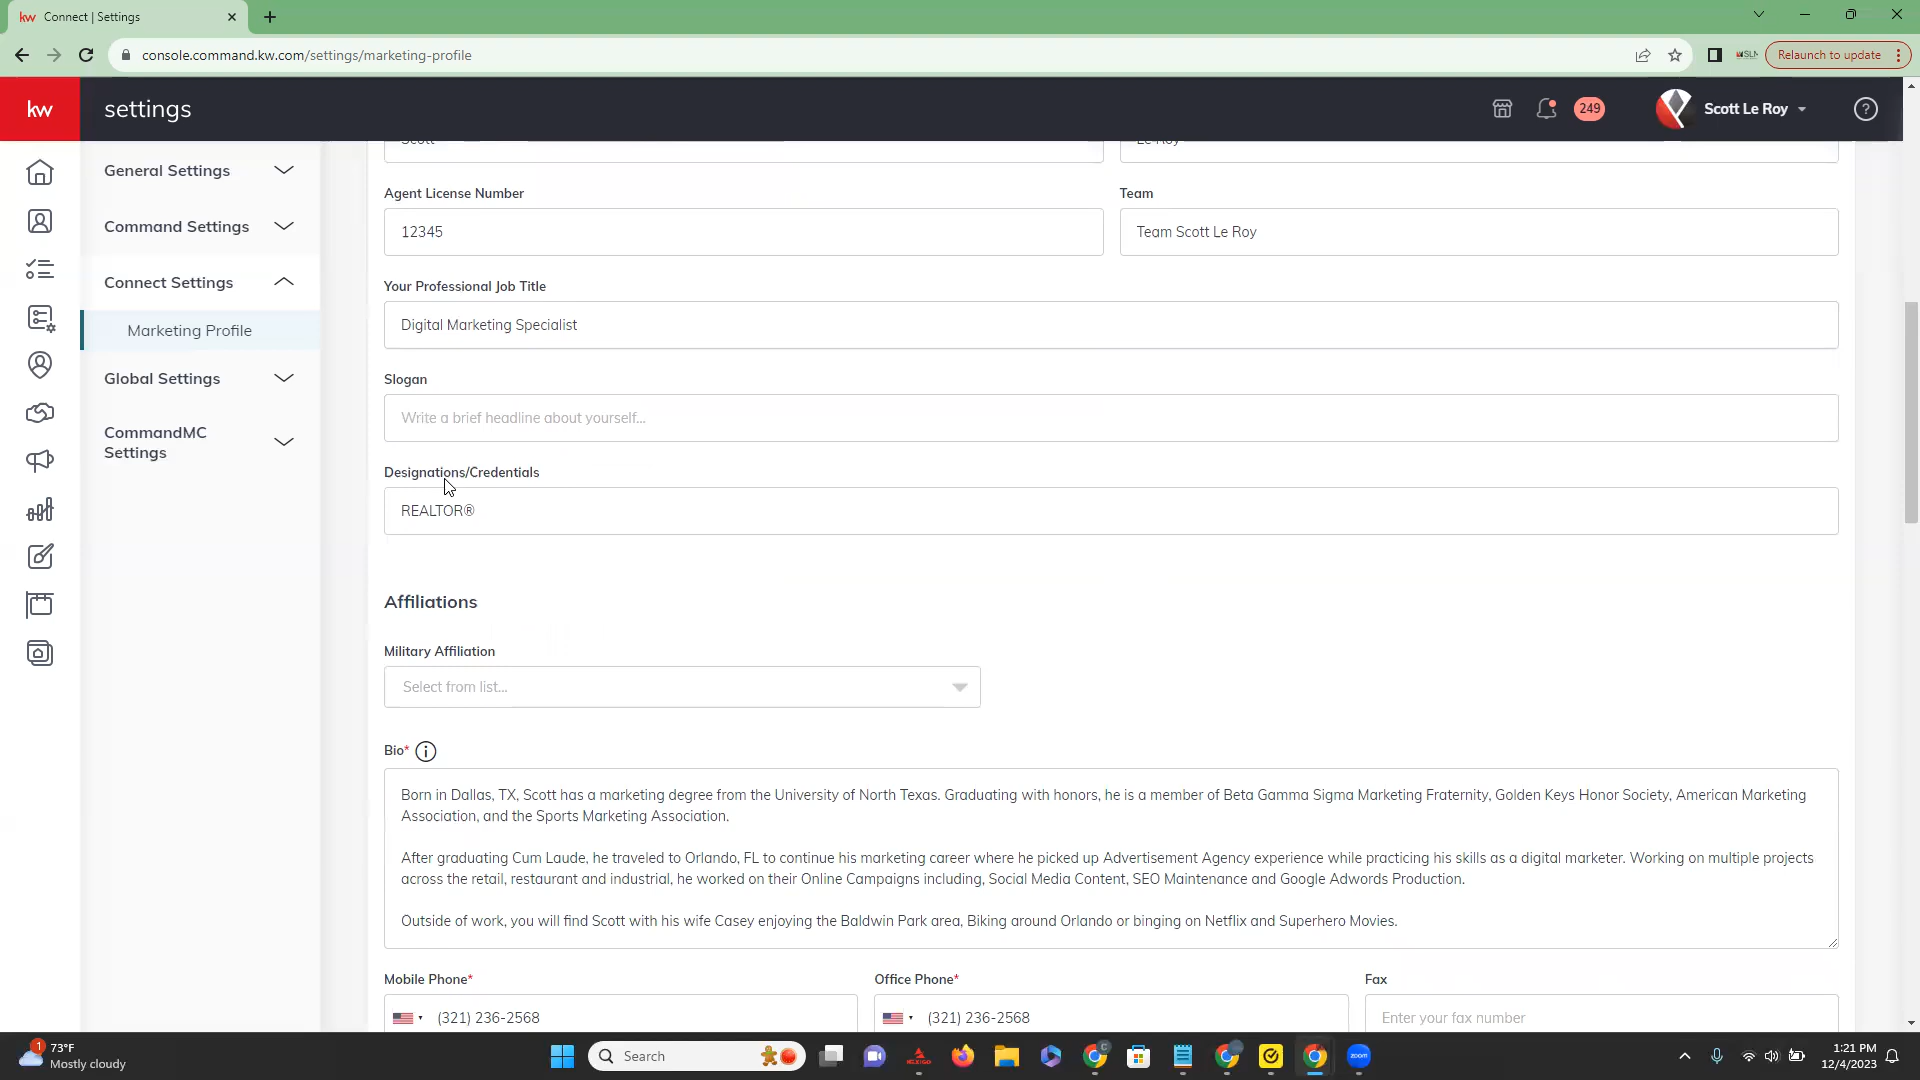 kw Connect | Settings
console.command.kw.com/settings/marketing-profile
Relaunch to update
kw
settings
249
Scott Le Roy
General Settings
Command Settings
Connect Settings
Marketing Profile
Global Settings
CommandMC
Settings
Scott
Le Roy
Agent License Number
Team
12345
Team Scott Le Roy
Your Professional Job Title
Digital Marketing Specialist
Slogan
Write a brief headline about yourself...
Designations/Credentials
REALTOR®
Affiliations
Military Affiliation
Select from list...
Bio*
Born in Dallas, TX, Scott has a marketing degree from the University of North Texas. Graduating with honors, he is a member of Beta Gamma Sigma Marketing Fraternity, Golden Keys Honor Society, American Marketing
Association, and the Sports Marketing Association.
After graduating Cum Laude, he traveled to Orlando, FL to continue his marketing career where he picked up Advertisement Agency experience while practicing his skills as a digital marketer. Working on multiple projects
across the retail, restaurant and industrial, he worked on their Online Campaigns including, Social Media Content, SEO Maintenance and Google Adwords Production.
Outside of work, you will find Scott with his wife Casey enjoying the Baldwin Park area, Biking around Orlando or binging on Netflix and Superhero Movies.
Mobile Phone*
Office Phone*
Fax
(321) 236-2568
(321) 236-2568
Enter your fax number
1
73°F
Mostly cloudy
Search
C
zoom
1:21 PM
12/4/2023